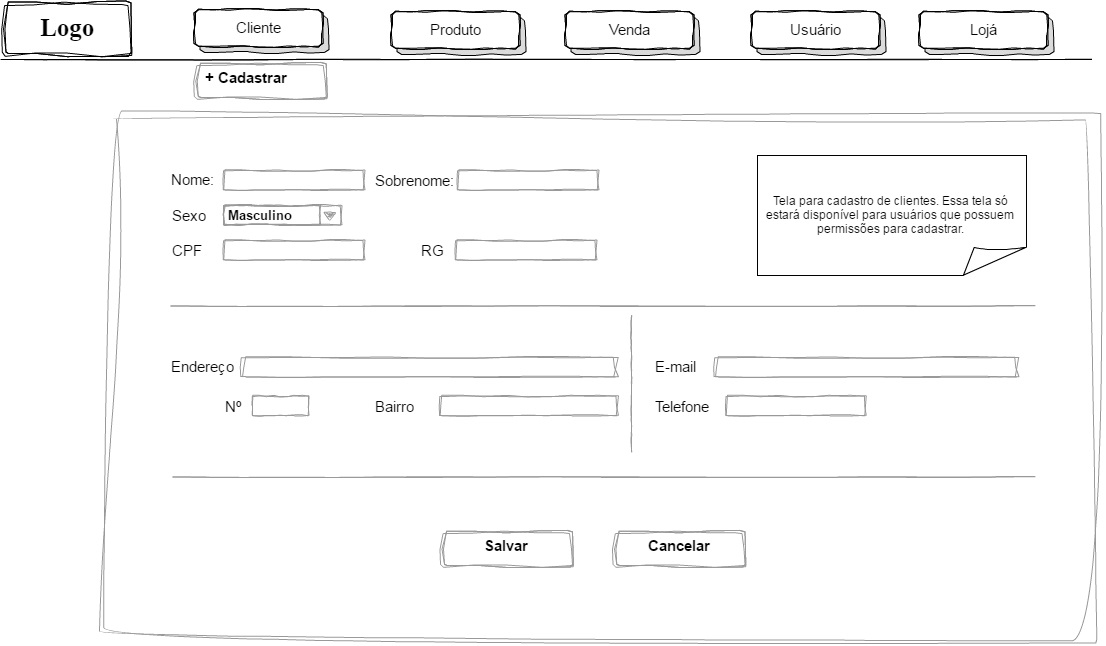 Logo
Cliente
Produto
Venda
Usuário
Lojá
+ Cadastrar
Nome:
Sobrenome:
Sexo
Masculino
CPF
RG
Tela para cadastro de clientes. Essa tela só
estará disponível para usuários que possuem
permissões para cadastrar.
Endereço
E-mail
Nº
Bairro
Telefone
Salvar
Cancelar